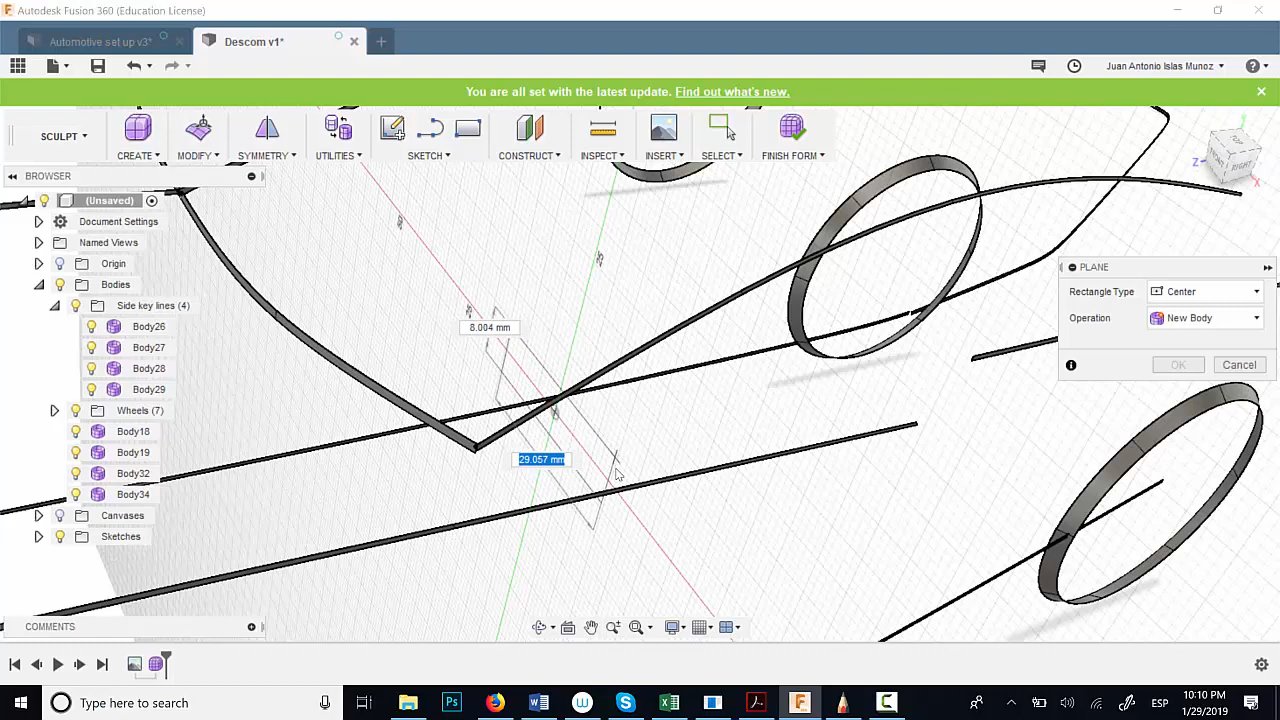 Autodesk Fusion 360 (Education License)
Automotive set up v3*
Descom v1*
Juan Antonio Islas Munoz
You are all set with the latest update. Find out what's new.
SCULPT
CREATE
MODIFY
SYMMETRY
UTILITIES
SKETCH
CONSTRUCT
INSPECT
INSERT
SELECT
FINISH FORM
BROWSER
(Unsaved)
Document Settings
Named Views
Origin
Bodies
Side key lines (4)
Body26
Body27
Body28
Body29
Wheels (7)
Body18
Body19
Body32
Body34
Canvases
Sketches
8.004 mm
29.057 mm
Z
Y
X
FRONT
RIGHT
PLANE
Rectangle Type
Center
Operation
New Body
OK
Cancel
COMMENTS
Type here to search
ESP
10:10 PM
1/29/2019